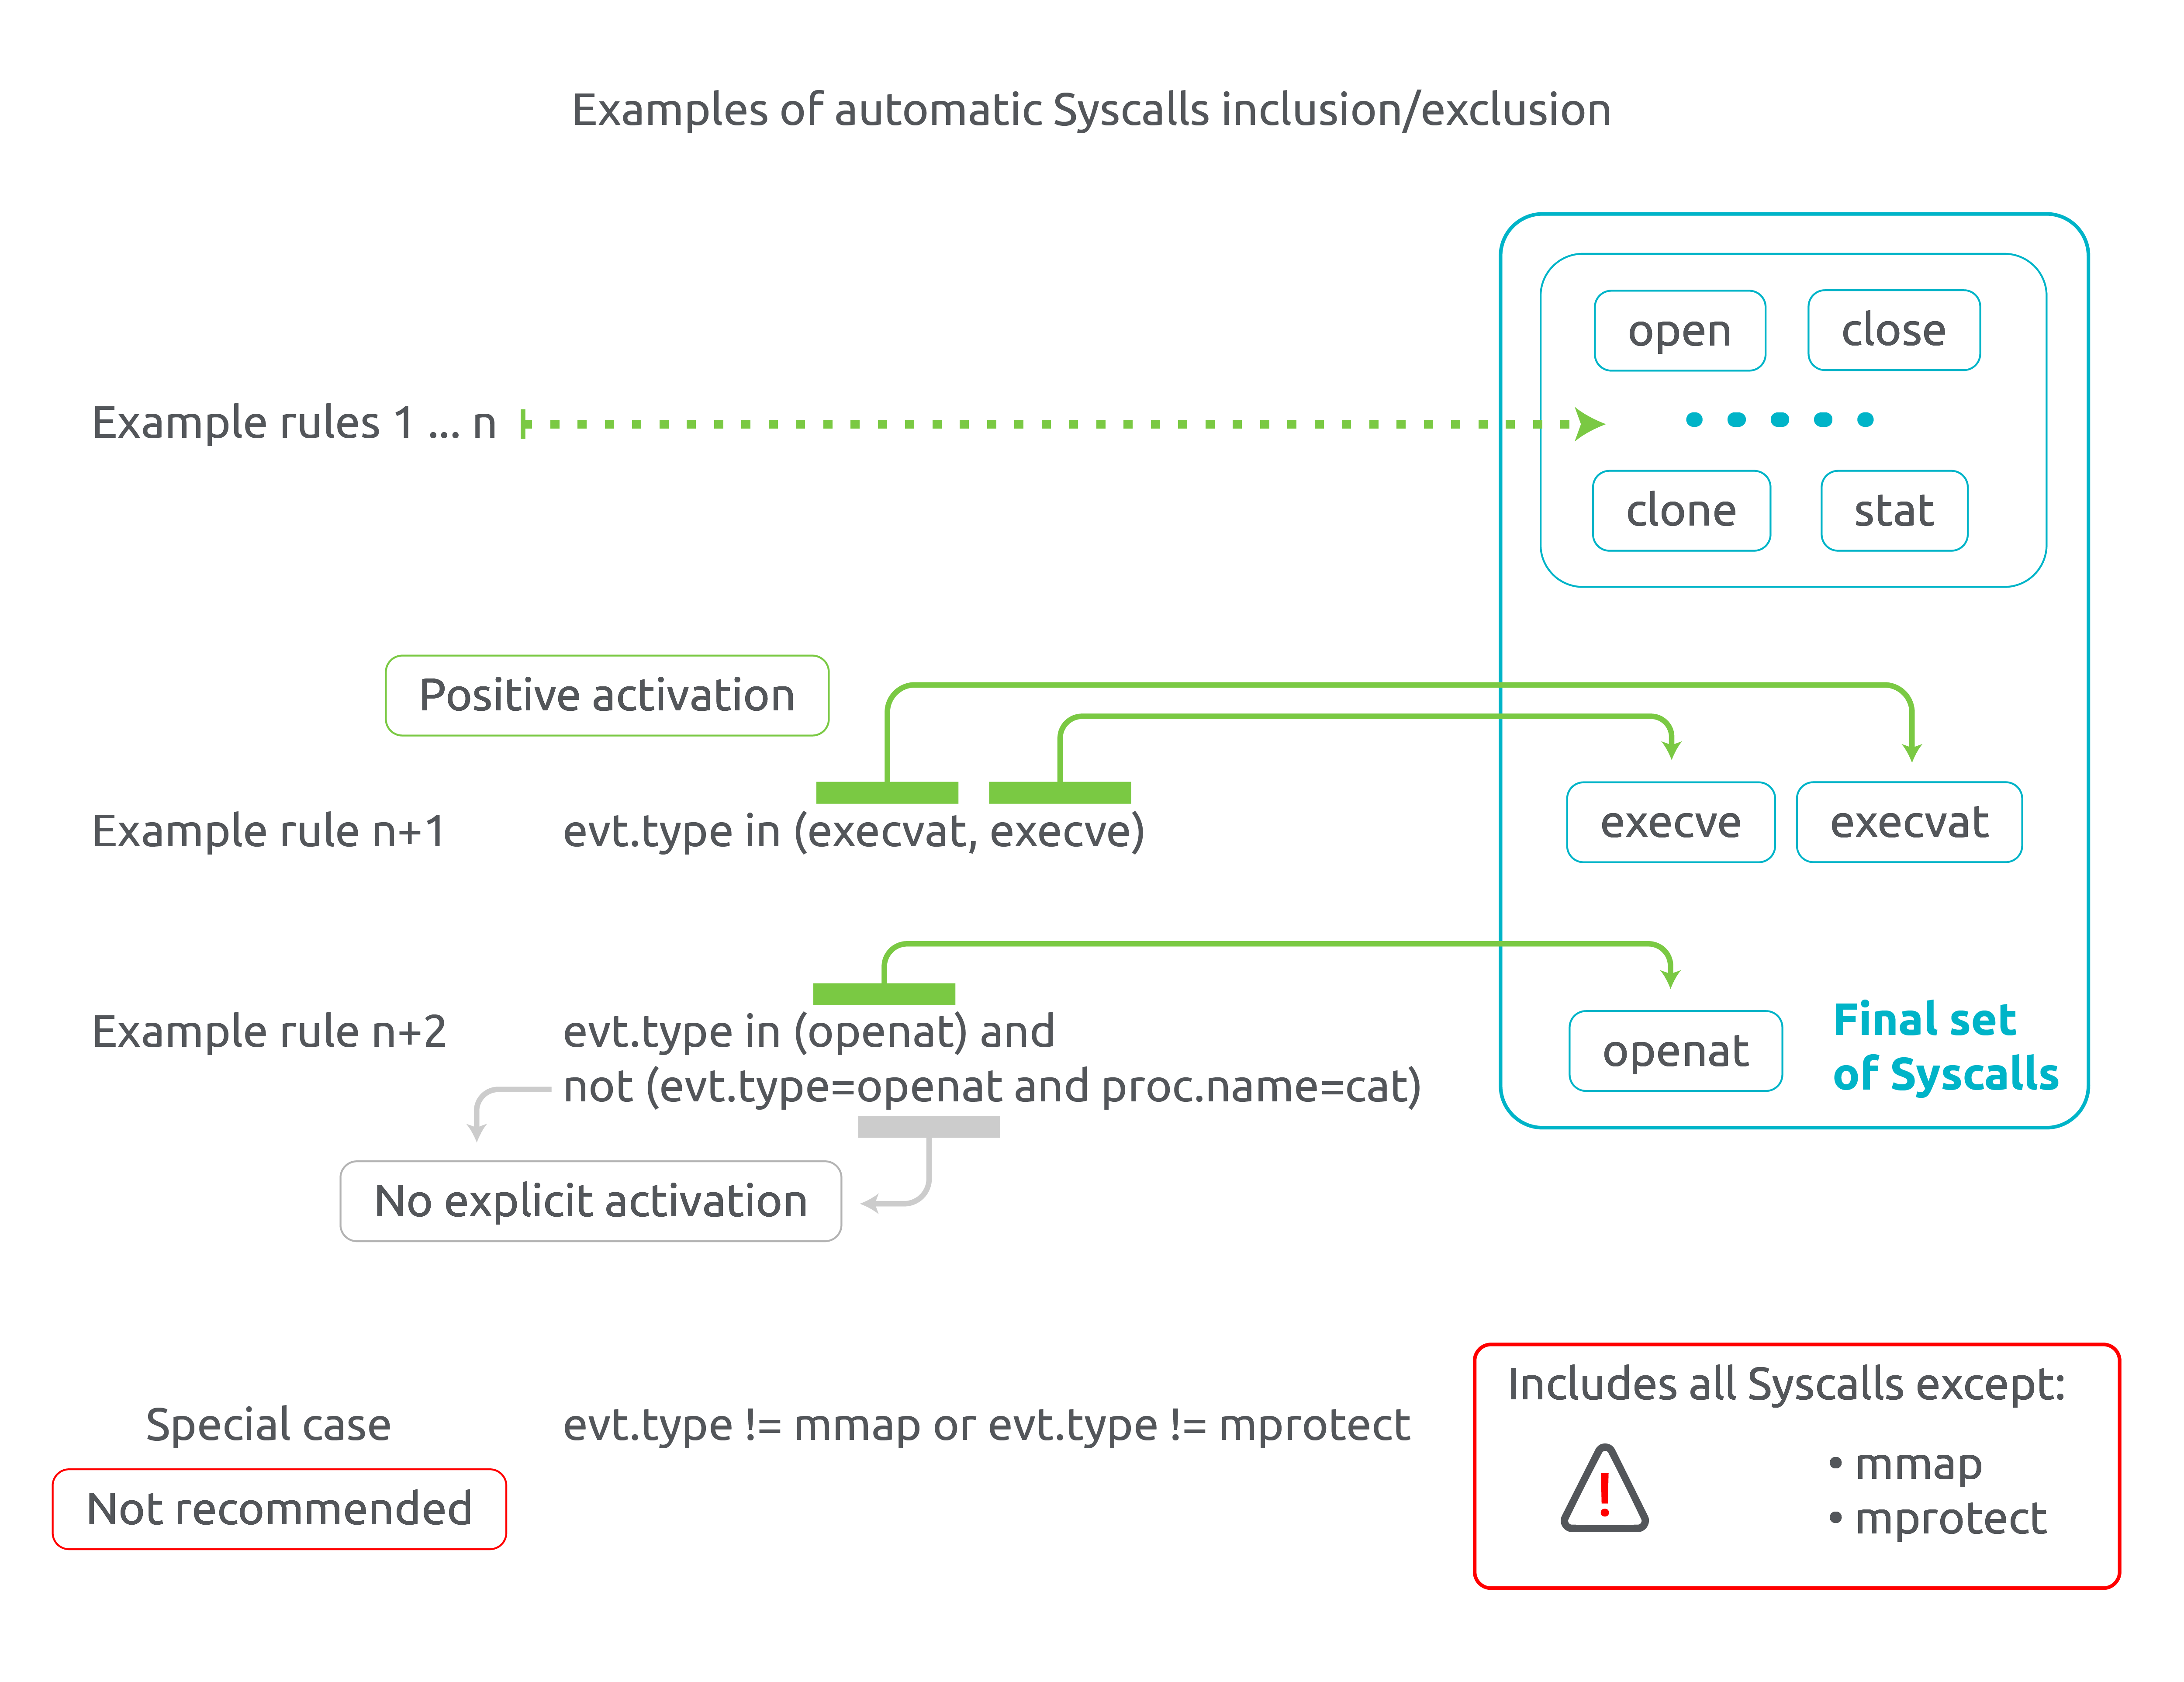 Examples of automatic Syscalls inclusion/exclusion
open
close
Example rules 1 ... n
clone
stat
Positive activation
Example rule n+1
evt.type in (execvat, execve)
execve
execvat
Example rule n+2
evt.type in (openat) and
not (evt.type=openat and proc.name=cat)
openat
Final set
of Syscalls
No explicit activation
Special case
Not recommended
evt.type != mmap or evt.type != mprotect
Includes all Syscalls except:
!
• mmap
• mprotect